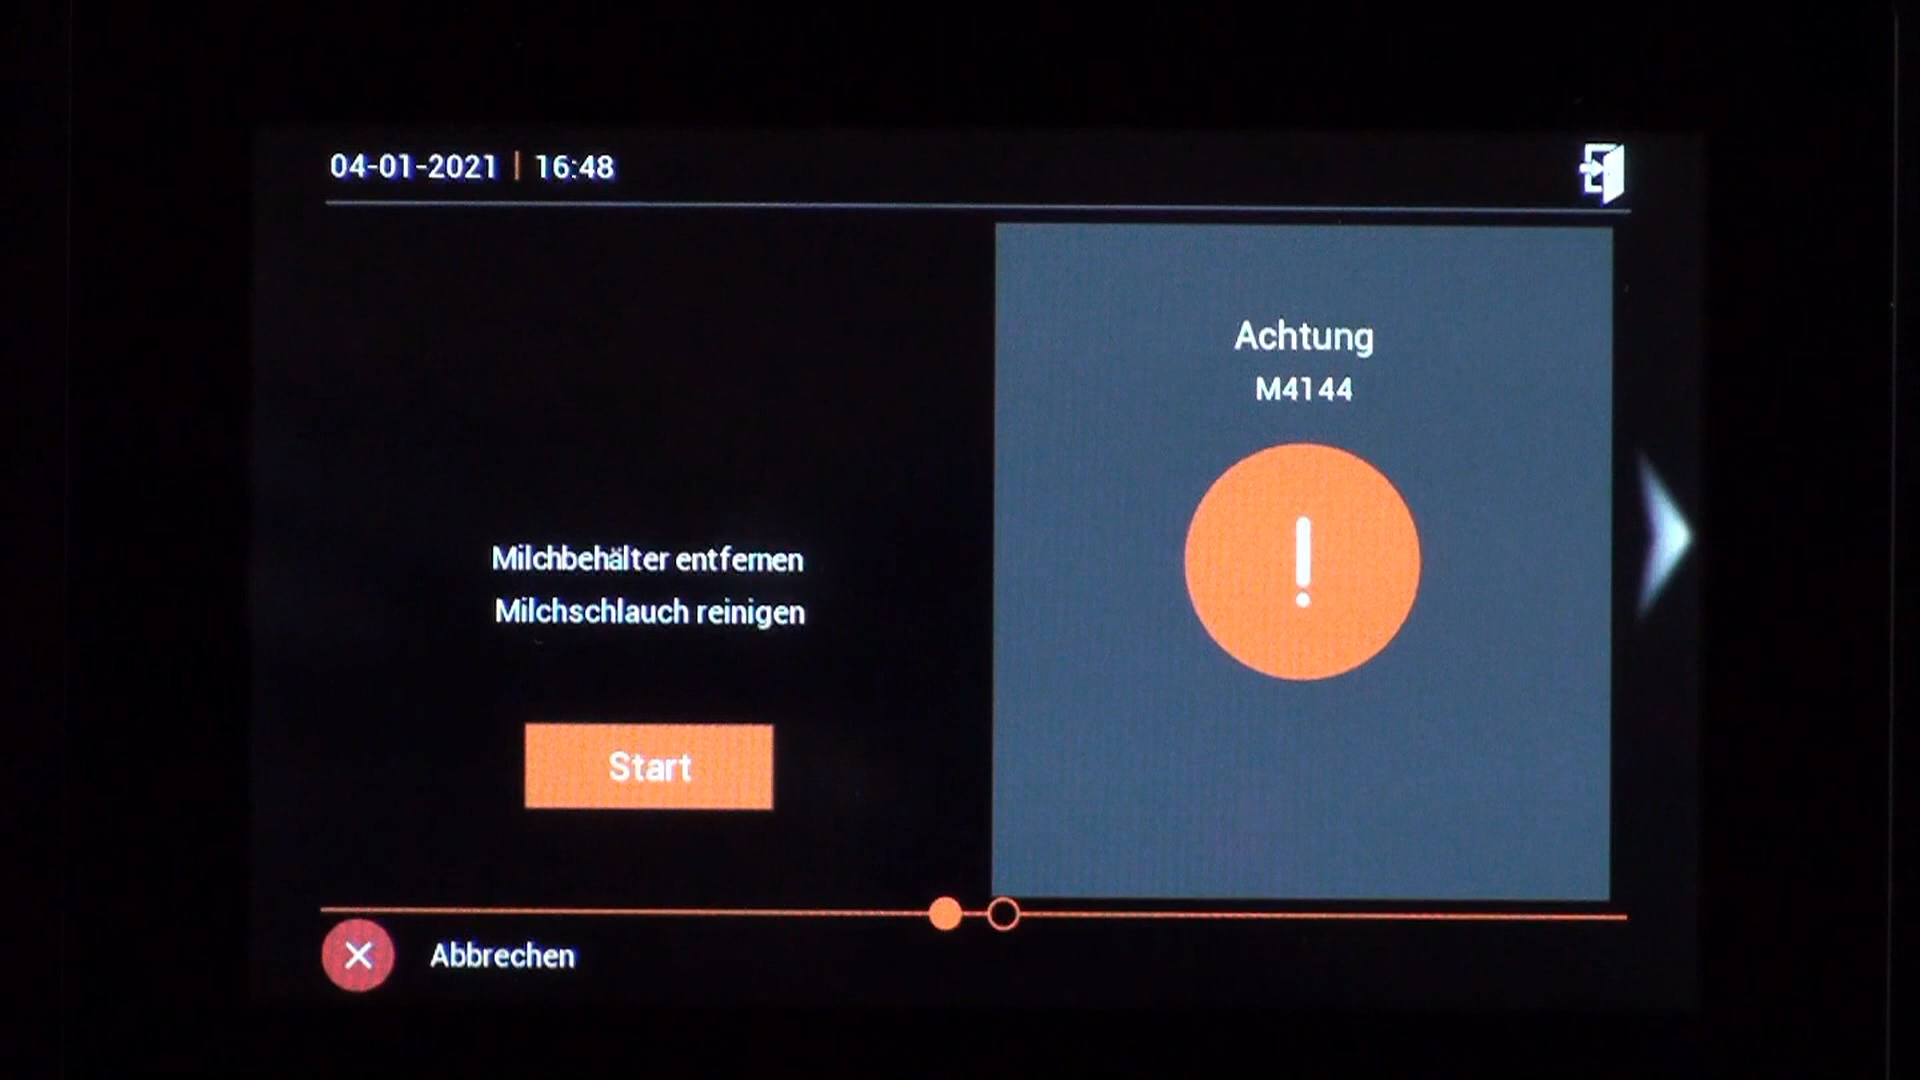 04-01-2021 | 16:48
Achtung
M4144
!
Milchbehälter entfernen
Milchschlauch reinigen
Start
Abbrechen